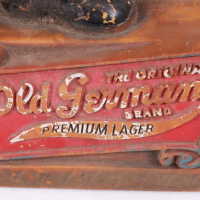 THE ORIGINAL
Old German
BRAND
PREMIUM LAGER